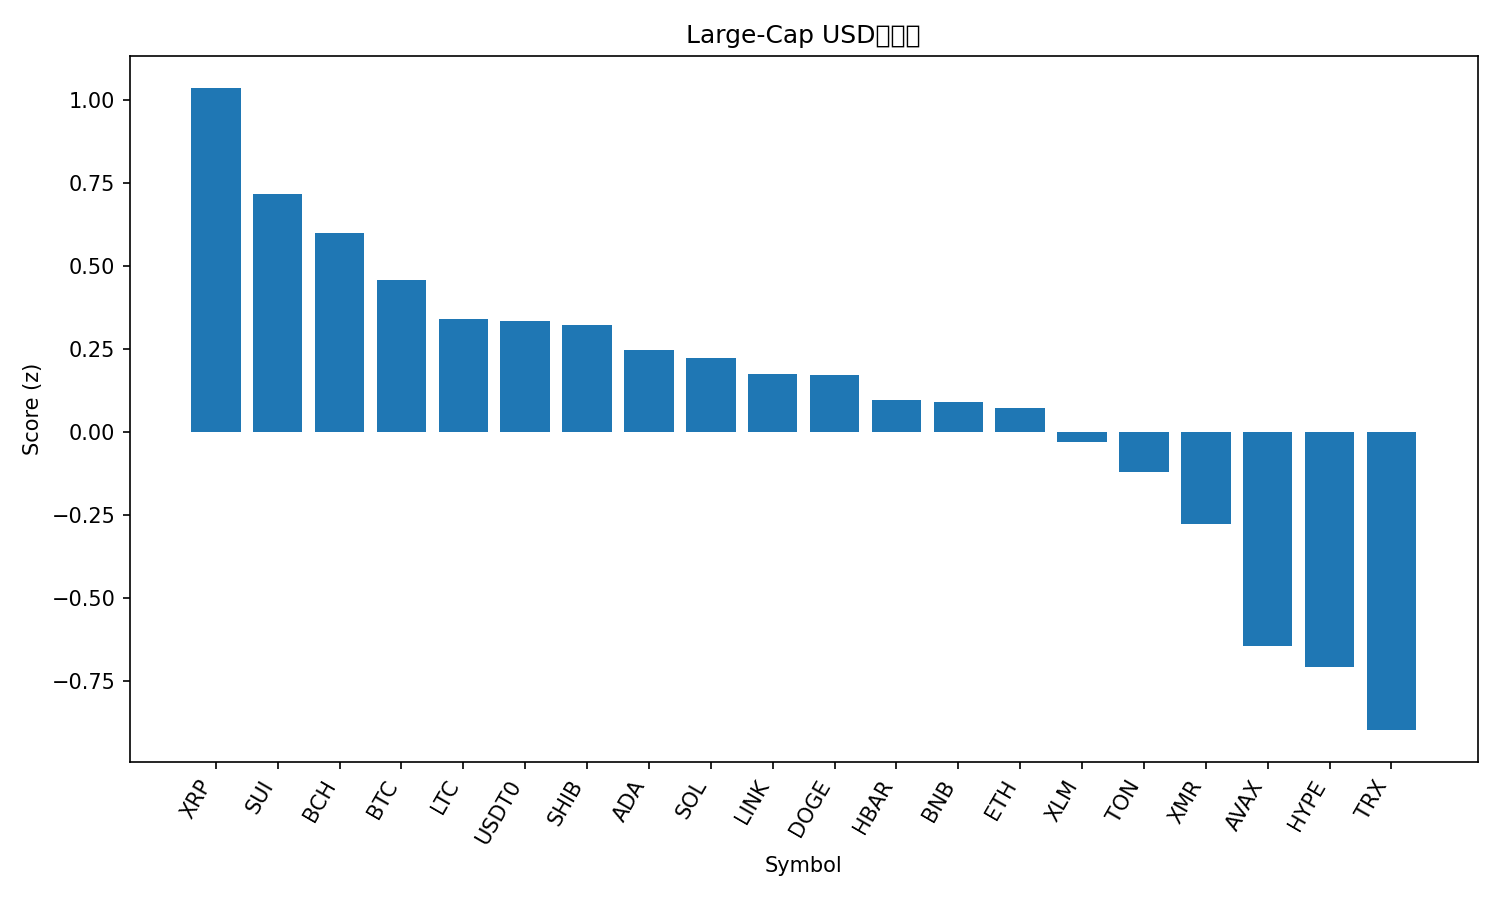 Large-Cap USD
Score (z)
1.00
0.75
0.50
0.25
0.00
−0.25
−0.50
−0.75
XRP
SUI
BCH
BTC
LTC
USDT0
SHIB
ADA
SOL
LINK
DOGE
HBAR
BNB
ETH
XLM
TON
XMR
AVAX
HYPE
TRX
Symbol